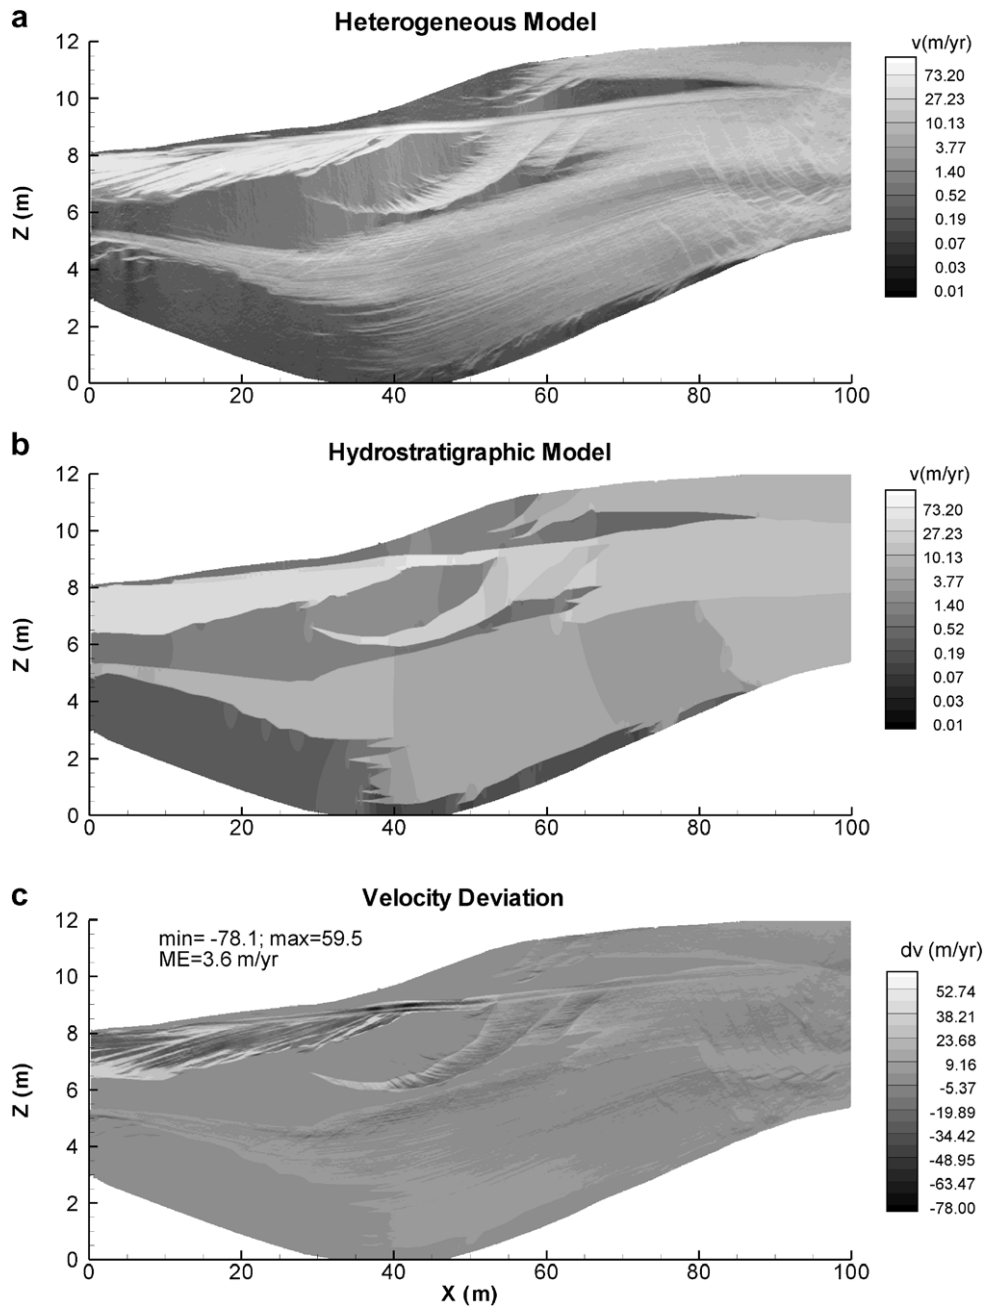 a
Heterogeneous Model
12
10
8
6
4
2
0
Z (m)
0 20 40 60 80 100
v(m/yr)
73.20
27.23
10.13
3.77
1.40
0.52
0.19
0.07
0.03
0.01
b
Hydrostratigraphic Model
12
10
8
6
4
2
0
Z (m)
0 20 40 60 80 100
v(m/yr)
73.20
27.23
10.13
3.77
1.40
0.52
0.19
0.07
0.03
0.01
c
Velocity Deviation
min= -78.1; max=59.5
ME=3.6 m/yr
12
10
8
6
4
2
0
Z (m)
0 20 40 60 80 100
X (m)
dv (m/yr)
52.74
38.21
23.68
9.16
-5.37
-19.89
-34.42
-48.95
-63.47
-78.00